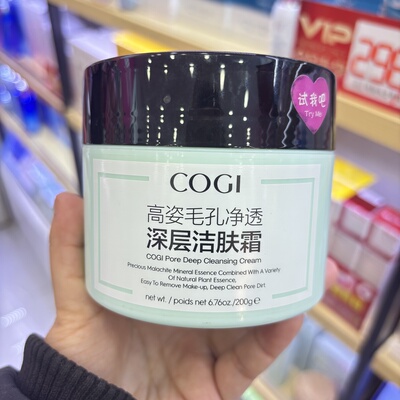 VIP
298
试我吧
Try Me
COGI
高姿毛孔净透
深层洁肤霜
COGI Pore Deep Cleansing Cream
Precious Malachite Mineral Essence Combined With A Variety
Of Natural Plant Essence,
Easy To Remove Make-up, Deep Clean Pore Dirt.
net wt. / poids net 6.76oz./200g℮